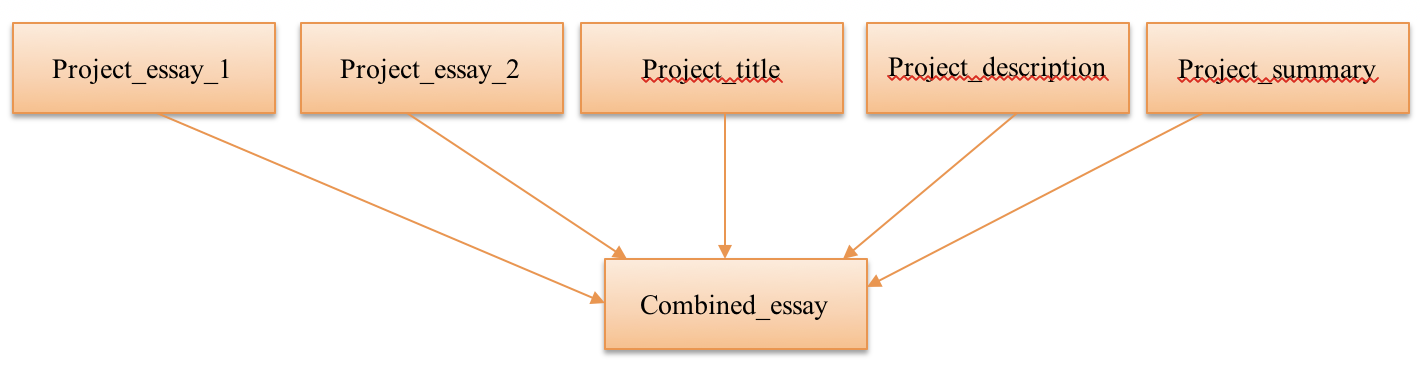 Project_essay_1
Project_essay_2
Project_title
Project_description
Project_summary
Combined_essay